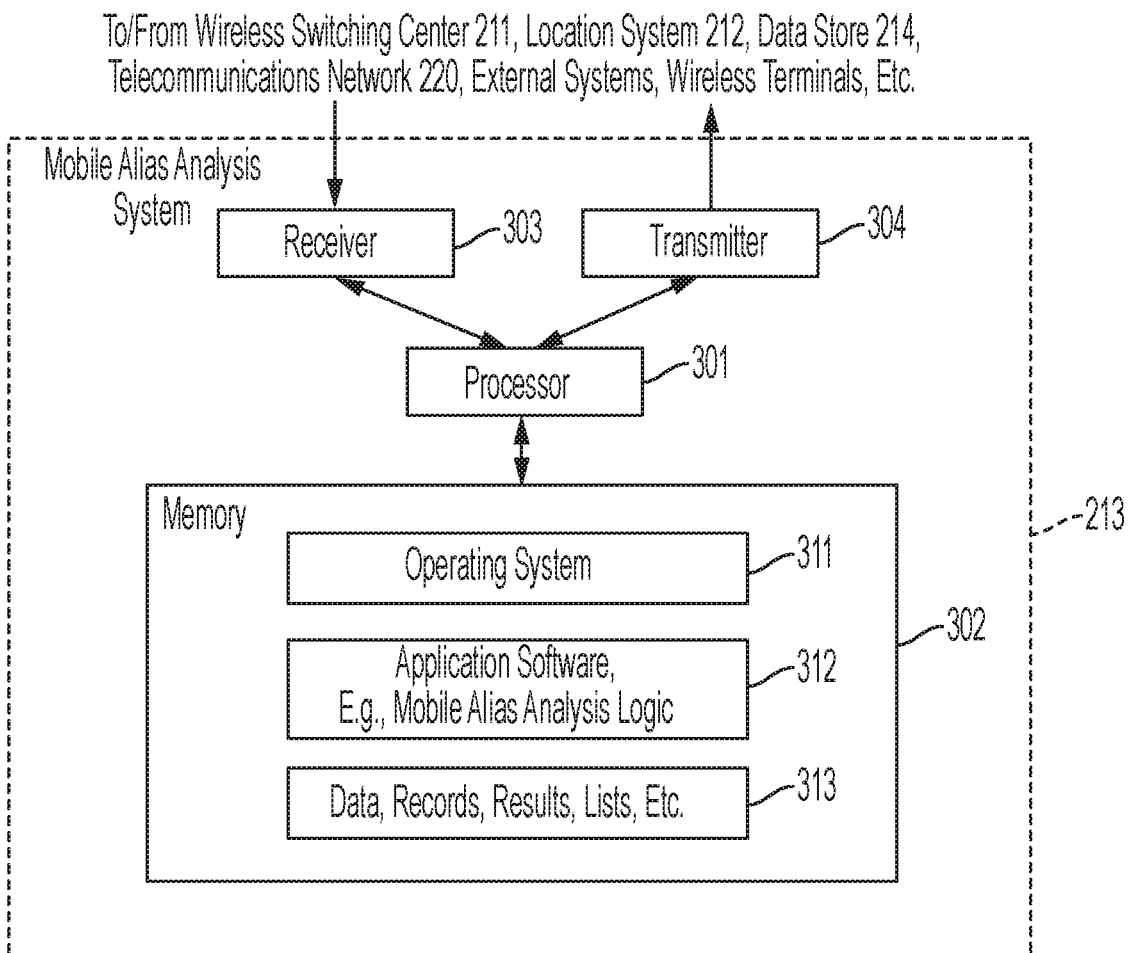 To/From Wireless Switching Center 211, Location System 212, Data Store 214,
Telecommunications Network 220, External Systems, Wireless Terminals, Etc.
Mobile Alias Analysis
System
Receiver
303
Transmitter
304
Processor
301
Memory
Operating System
311
213
302
Application Software,
E.g., Mobile Alias Analysis Logic
312
Data, Records, Results, Lists, Etc.
313